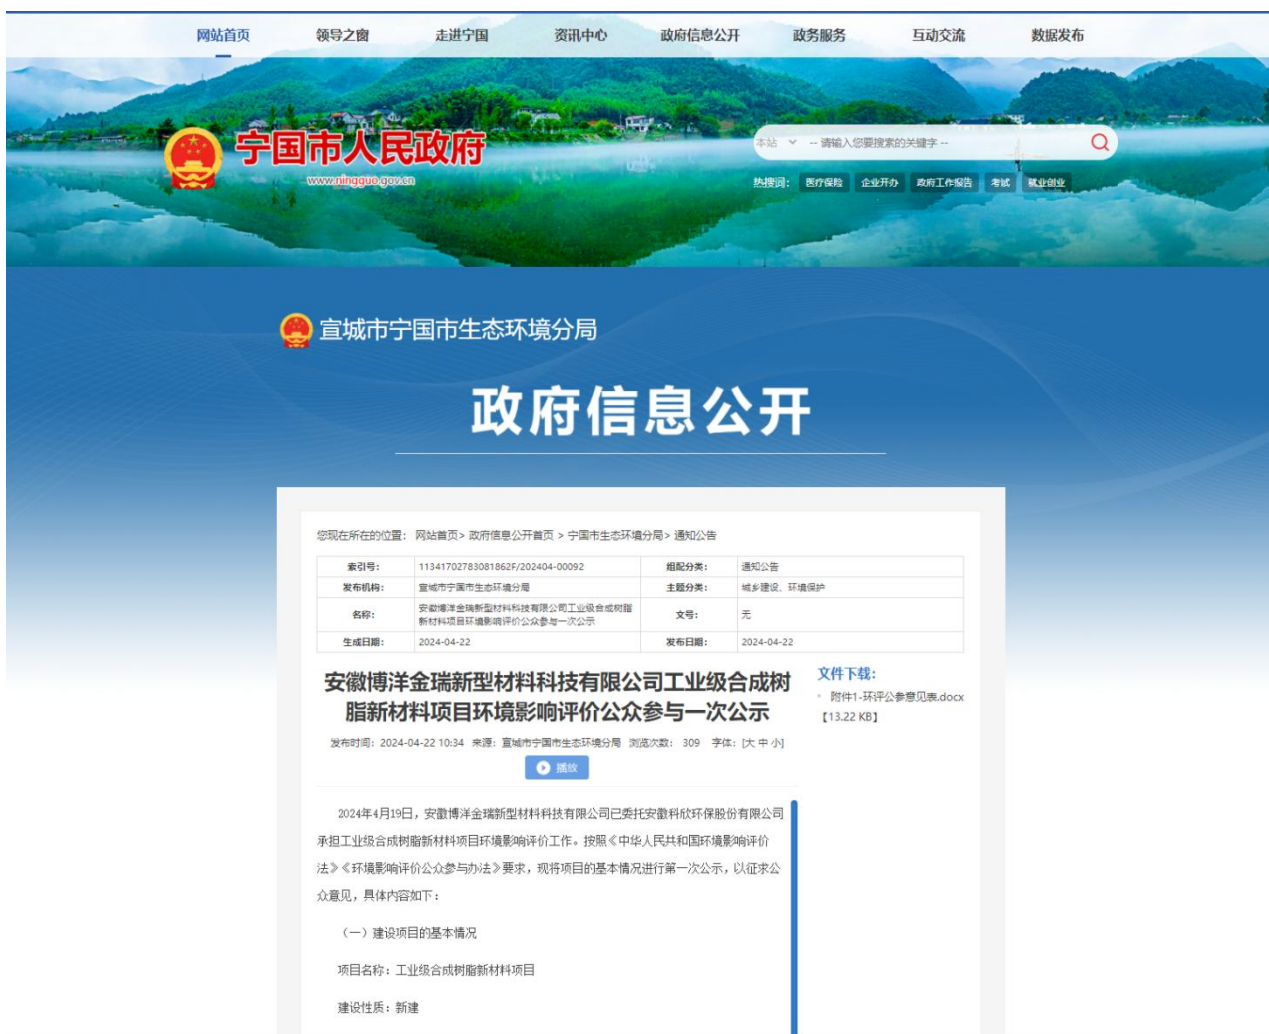 网站首页 领导之窗 走进宁国 资讯中心 政府信息公开 政务服务 互动交流 数据发布
宁国市人民政府
www.ningguo.gov.cn
本站 -- 请输入您要搜索的关键字 --
热搜词： 医疗保险 企业开办 政府工作报告 考试 就业创业
宣城市宁国市生态环境分局
政府信息公开
您现在所在的位置： 网站首页> 政府信息公开首页 > 宁国市生态环境分局> 通知公告
索引号： 11341702783081862F/202404-00092 组配分类： 通知公告
发布机构： 宣城市宁国市生态环境分局 主题分类： 城乡建设、环境保护
名称： 安徽博洋金瑞新型材料科技有限公司工业级合成树脂
新材料项目环境影响评价公众参与一次公示 文号： 无
生成日期： 2024-04-22 发布日期： 2024-04-22
安徽博洋金瑞新型材料科技有限公司工业级合成树
脂新材料项目环境影响评价公众参与一次公示
发布时间：2024-04-22 10:34 来源：宣城市宁国市生态环境分局 浏览次数： 309 字体：[大 中 小]
播放
文件下载：
附件1-环评公参意见表.docx
【13.22 KB】
2024年4月19日，安徽博洋金瑞新型材料科技有限公司已委托安徽科欣环保股份有限公司
承担工业级合成树脂新材料项目环境影响评价工作。按照《中华人民共和国环境影响评价
法》《环境影响评价公众参与办法》要求，现将项目的基本情况进行第一次公示，以征求公
众意见，具体内容如下：
（一）建设项目的基本情况
项目名称：工业级合成树脂新材料项目
建设性质：新建